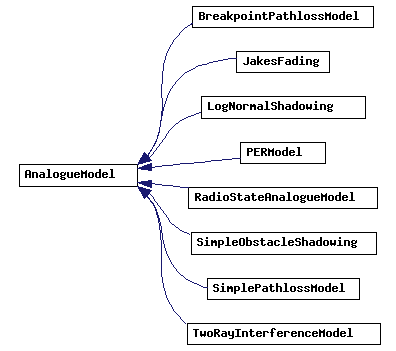 BreakpointPathlossModel
JakesFading
LogNormalShadowing
PERModel
AnalogueModel
RadioStateAnalogueModel
SimpleObstacleShadowing
SimplePathlossModel
TwoRayInterferenceModel